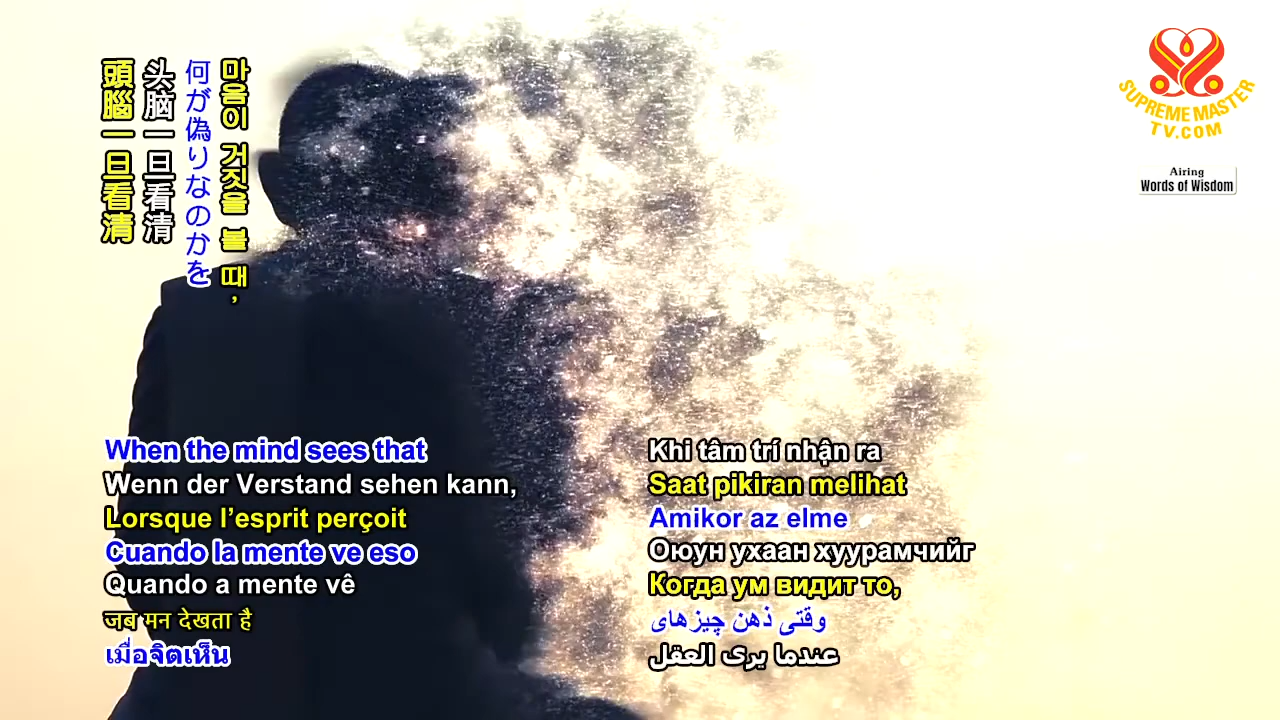 頭腦一旦看清
头脑一旦看清
何が偽りなのかを
마음이 거짓을 볼 때,
SUPREME MASTER
TV.COM
Airing
Words of Wisdom
When the mind sees that
Wenn der Verstand sehen kann,
Lorsque l’esprit perçoit
Cuando la mente ve eso
Quando a mente vê
जब मन देखता है
เมื่อจิตเห็น
Khi tâm trí nhận ra
Saat pikiran melihat
Amikor az elme
Оюун ухаан хуурамчийг
Когда ум видит то,
وقتی ذهن چیزهای
عندما يرى العقل